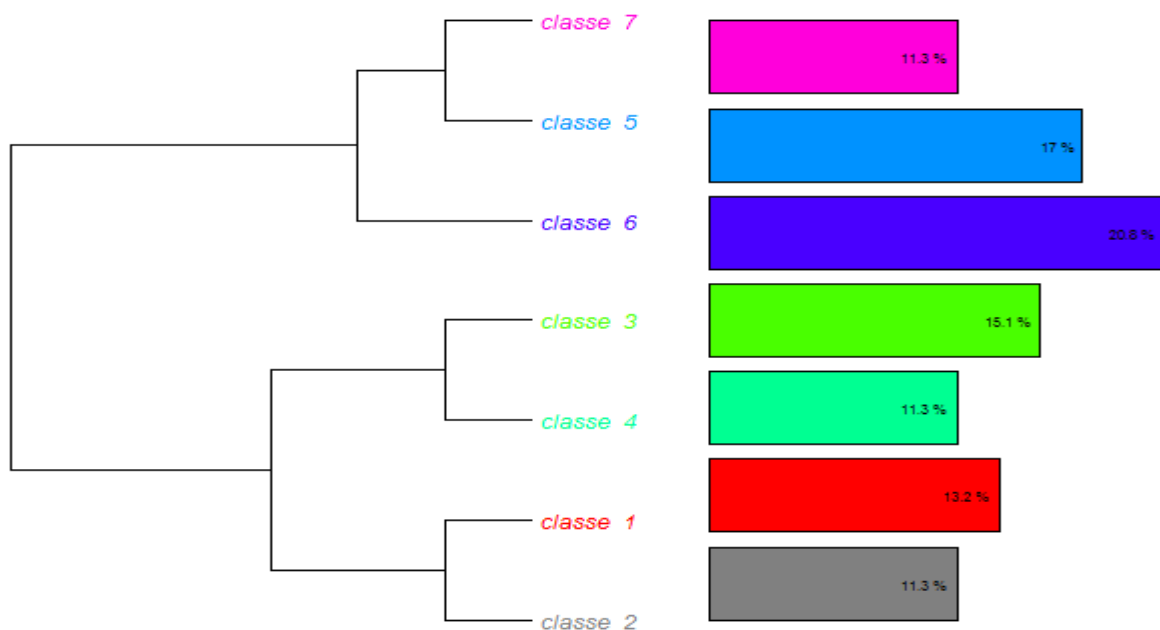 classe 7
11.3 %
classe 5
17 %
classe 6
20.8 %
classe 3
15.1 %
classe 4
11.3 %
classe 1
13.2 %
classe 2
11.3 %